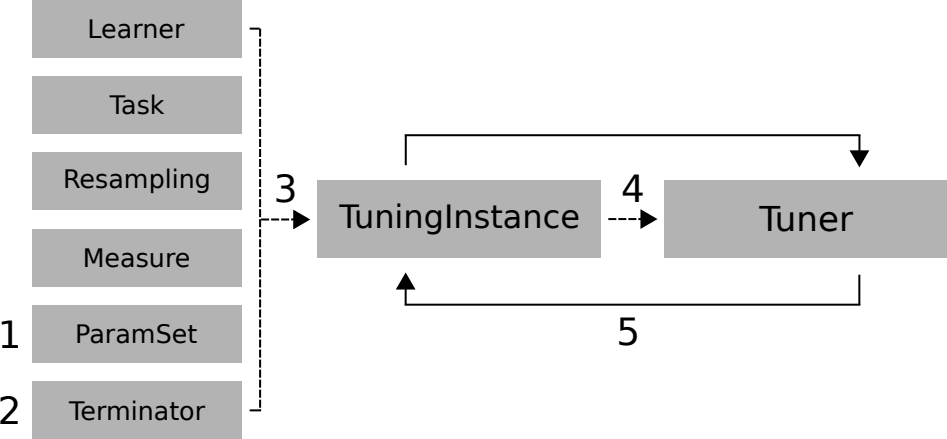 Learner
Task
Resampling
Measure
1 ParamSet
2 Terminator
3
TuningInstance
4
Tuner
5